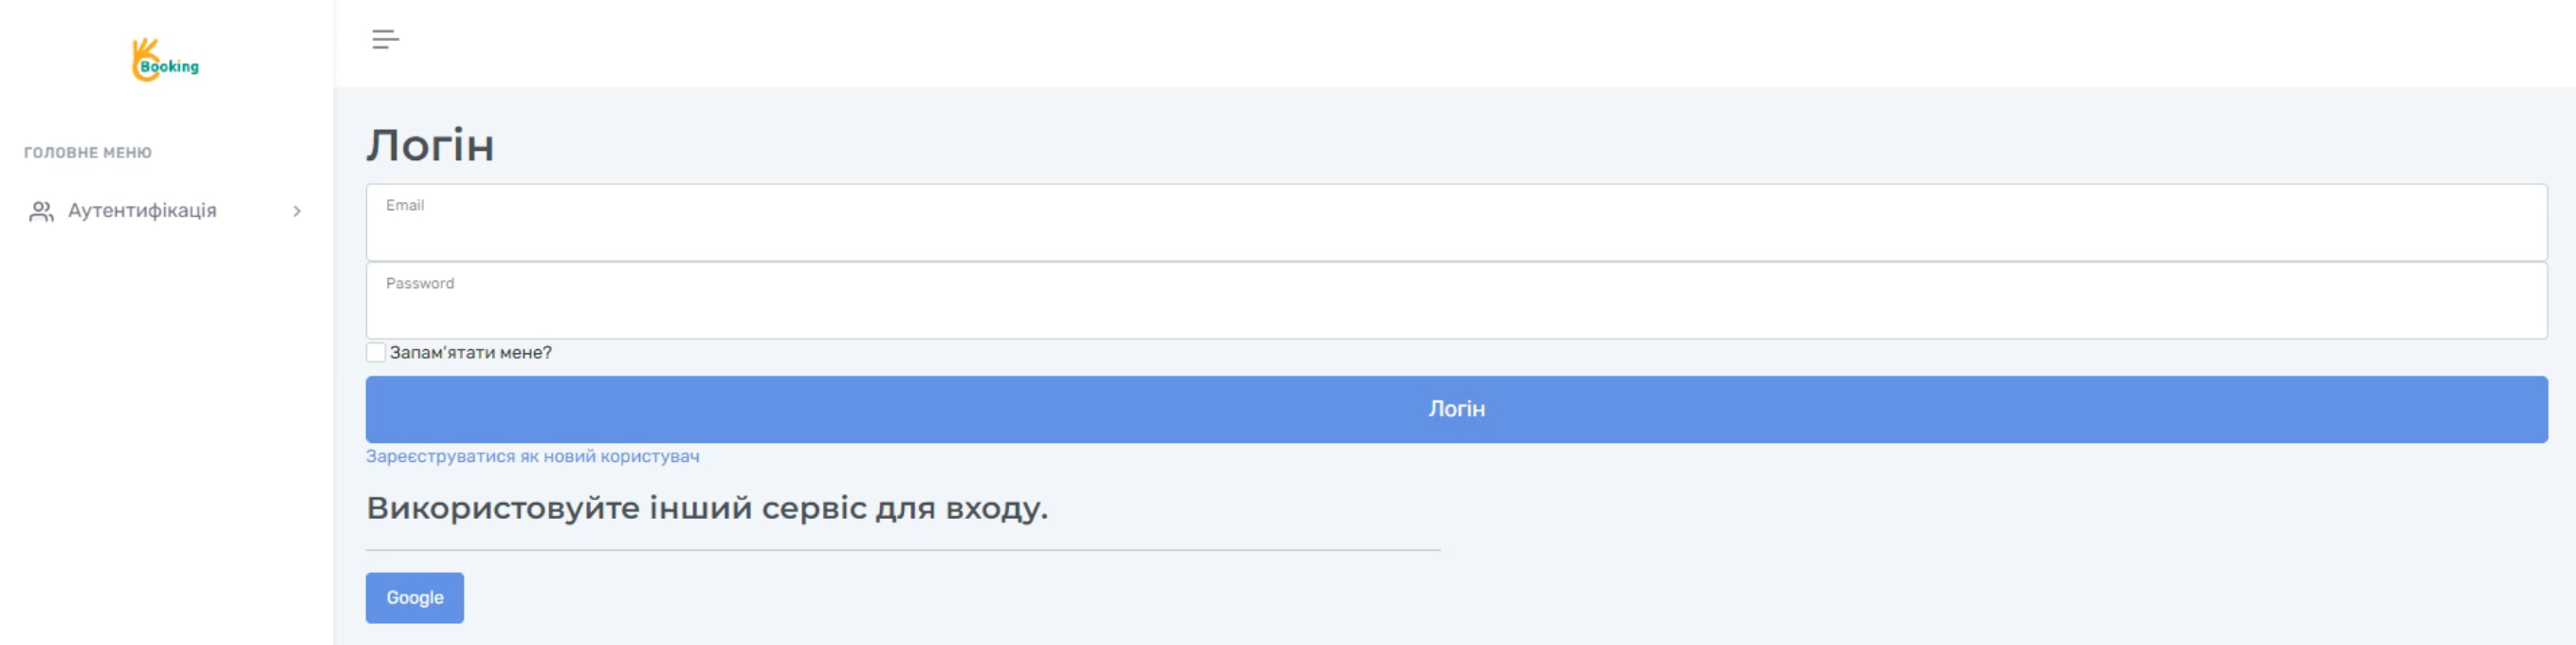 Booking
ГОЛОВНЕ МЕНЮ
Аутентифікація
Логін
Email
Password
Запам'ятати мене?
Логін
Зареєструватися як новий користувач
Використовуйте інший сервіс для входу.
Google